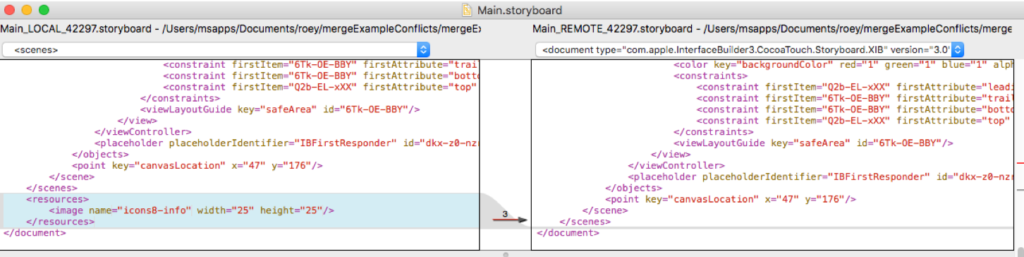 Main.storyboard
Main_LOCAL_42297.storyboard - /Users/msapps/Documents/roey/mergeExampleConflicts/mergeEx
<scenes>
<constraint firstItem="6Tk-OE-BBY" firstAttribute="trail
<constraint firstItem="6Tk-OE-BBY" firstAttribute="botto
<constraint firstItem="Q2b-EL-xXX" firstAttribute="top"
</constraints>
<viewLayoutGuide key="safeArea" id="6Tk-OE-BBY"/>
</view>
</viewController>
<placeholder placeholderIdentifier="IBFirstResponder" id="dkx-z0-nzr
</objects>
<point key="canvasLocation" x="47" y="176"/>
</scene>
</scenes>
<resources>
<image name="icons8-info" width="25" height="25"/>
</resources>
</document>
3
Main_REMOTE_42297.storyboard - /Users/msapps/Documents/roey/mergeExampleConflicts/merge
<document type="com.apple.InterfaceBuilder3.CocoaTouch.Storyboard.XIB" version="3.0"
<color key="backgroundColor" red="1" green="1" blue="1" alph
<constraints>
<constraint firstItem="Q2b-EL-xXX" firstAttribute="leadi
<constraint firstItem="6Tk-OE-BBY" firstAttribute="trail
<constraint firstItem="6Tk-OE-BBY" firstAttribute="botto
<constraint firstItem="Q2b-EL-xXX" firstAttribute="top"
</constraints>
<viewLayoutGuide key="safeArea" id="6Tk-OE-BBY"/>
</view>
</viewController>
<placeholder placeholderIdentifier="IBFirstResponder" id="dkx-z0-nzr
</objects>
<point key="canvasLocation" x="47" y="176"/>
</scene>
</scenes>
</document>